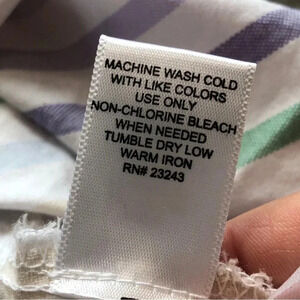 MACHINE WASH COLD
WITH LIKE COLORS
USE ONLY
NON-CHLORINE BLEACH
WHEN NEEDED
TUMBLE DRY LOW
WARM IRON
RN# 23243